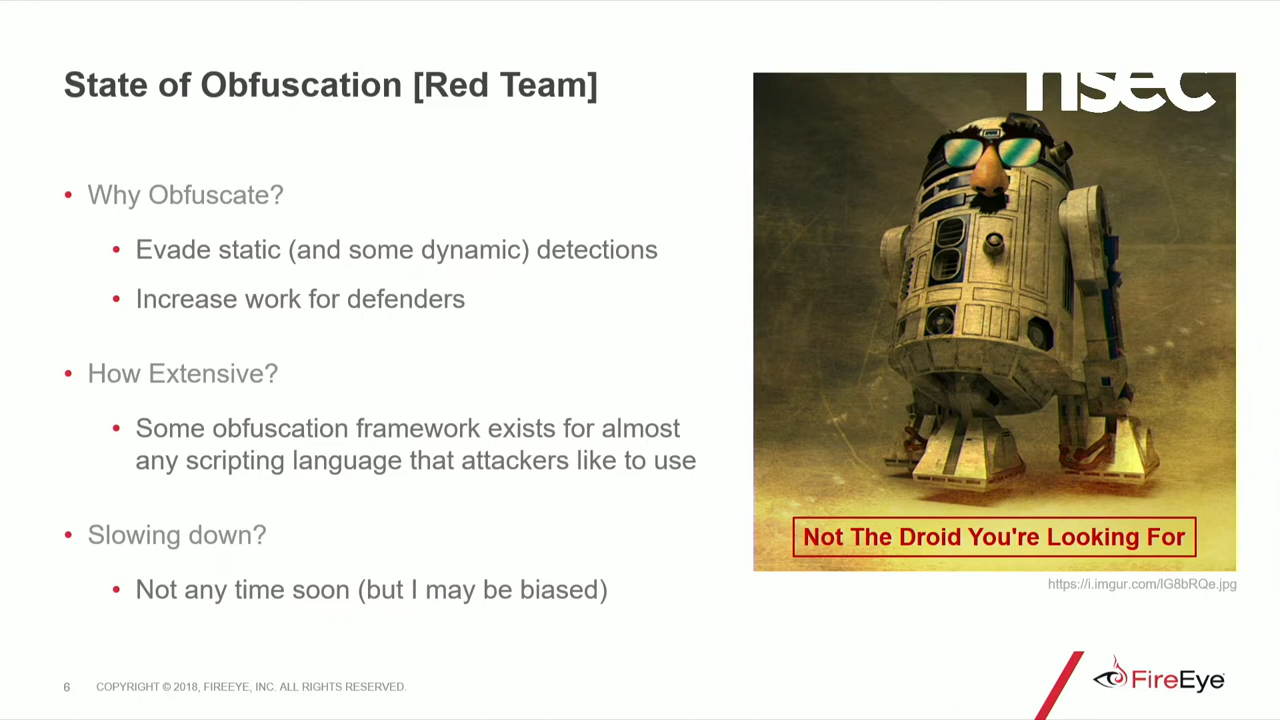 State of Obfuscation [Red Team]
• Why Obfuscate?
• Evade static (and some dynamic) detections
• Increase work for defenders
• How Extensive?
• Some obfuscation framework exists for almost
any scripting language that attackers like to use
• Slowing down?
• Not any time soon (but I may be biased)
nsec
Not The Droid You're Looking For
https://i.imgur.com/IG8bRQe.jpg
6 COPYRIGHT © 2018, FIREEYE, INC. ALL RIGHTS RESERVED.
FireEye